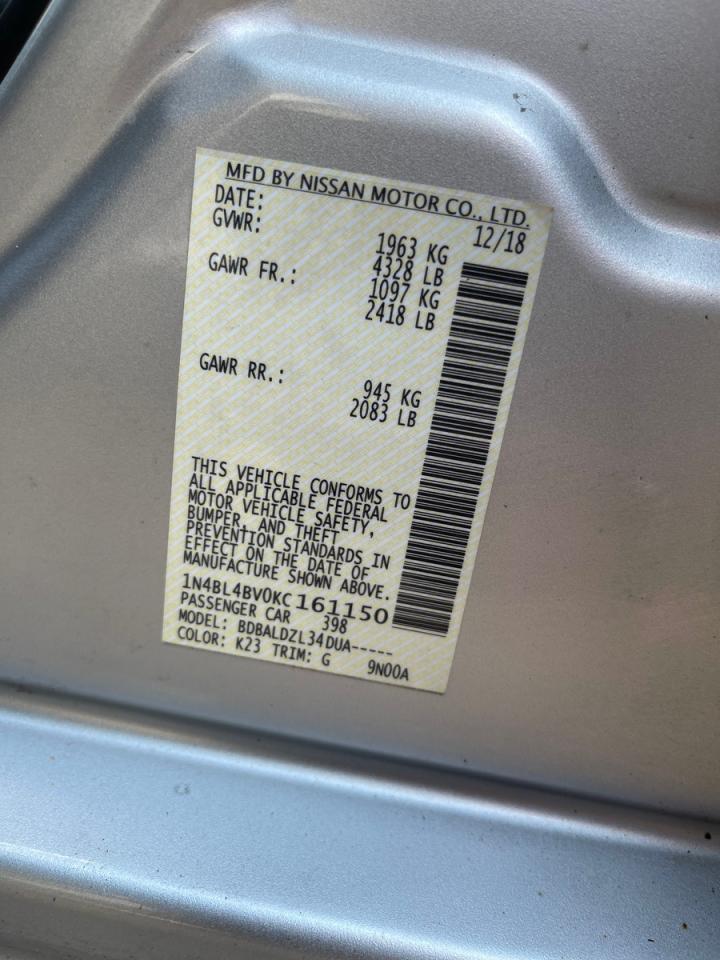 MFD BY NISSAN MOTOR CO., LTD.
DATE: 12/18
GVWR: 1963 KG
4328 LB
GAWR FR.: 1097 KG
2418 LB
GAWR RR.: 945 KG
2083 LB
THIS VEHICLE CONFORMS TO
ALL APPLICABLE FEDERAL
MOTOR VEHICLE SAFETY,
BUMPER, AND THEFT
PREVENTION STANDARDS IN
EFFECT ON THE DATE OF
MANUFACTURE SHOWN ABOVE.
1N4BL4BV0KC161150
PASSENGER CAR 398
MODEL: BDBALDZL34DUA-----
COLOR: K23 TRIM: G 9N00A